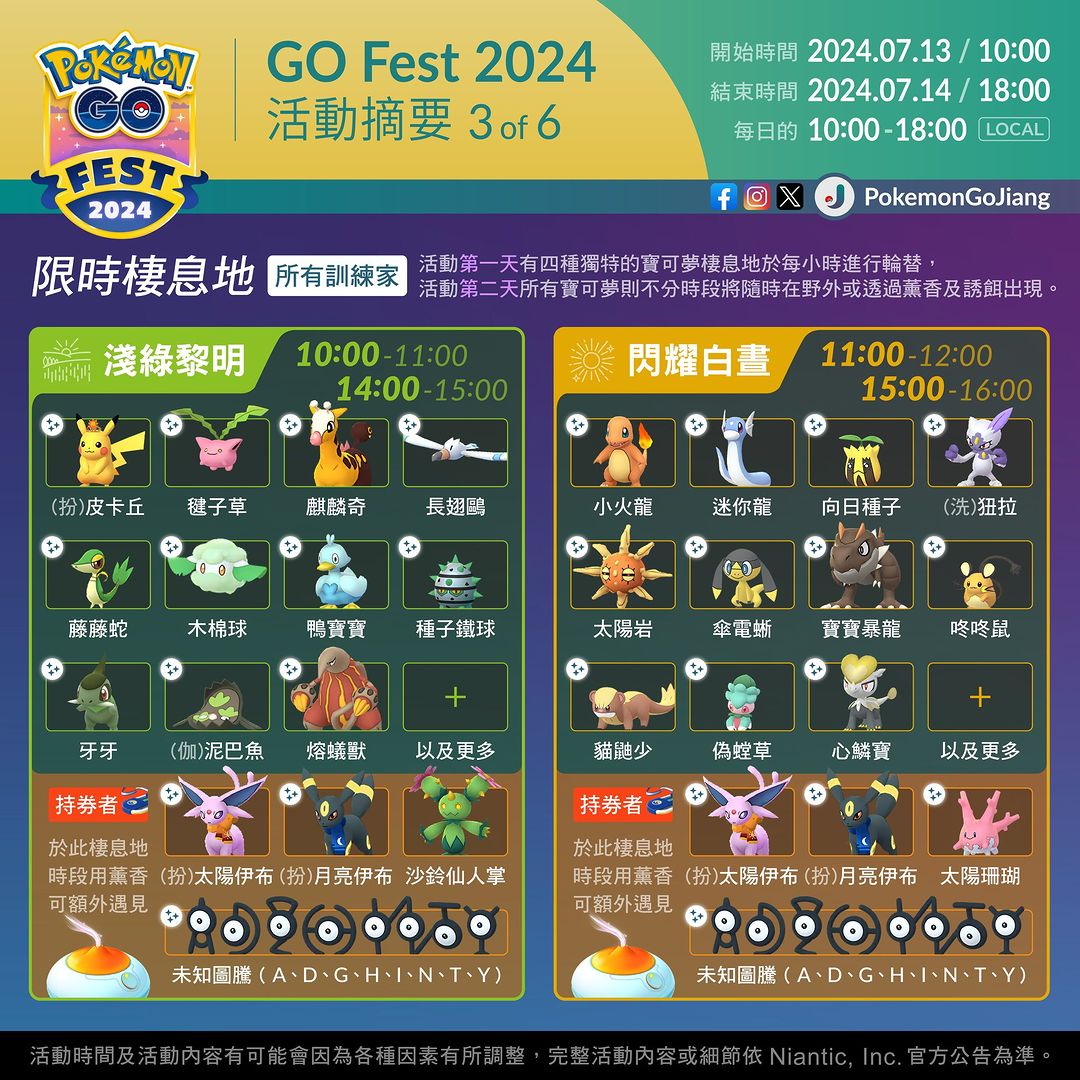 POKÉMON
GO
FEST
2024
GO Fest 2024
活動摘要 3 of 6
開始時間 2024.07.13 / 10:00
結束時間 2024.07.14 / 18:00
每日的 10:00-18:00 LOCAL
PokemonGoJiang
限時棲息地 所有訓練家
活動第一天有四種獨特的寶可夢棲息地於每小時進行輪替，
活動第二天所有寶可夢則不分時段將隨時在野外或透過薰香及誘餌出現。
淺綠黎明
10:00-11:00
14:00-15:00
(扮)皮卡丘 毽子草 麒麟奇 長翅鷗
藤藤蛇 木棉球 鴨寶寶 種子鐵球
牙牙 (伽)泥巴魚 熔蟻獸 以及更多
持券者
於此棲息地
時段用薰香
可額外遇見
(扮)太陽伊布 (扮)月亮伊布 沙鈴仙人掌
未知圖騰（A、D、G、H、I、N、T、Y）
閃耀白晝
11:00-12:00
15:00-16:00
小火龍 迷你龍 向日種子 (洗)狃拉
太陽岩 傘電蜥 寶寶暴龍 咚咚鼠
貓鼬少 偽螳草 心鱗寶 以及更多
持券者
於此棲息地
時段用薰香
可額外遇見
(扮)太陽伊布 (扮)月亮伊布 太陽珊瑚
未知圖騰（A、D、G、H、I、N、T、Y）
活動時間及活動內容有可能會因為各種因素有所調整，完整活動內容或細節依 Niantic, Inc. 官方公告為準。